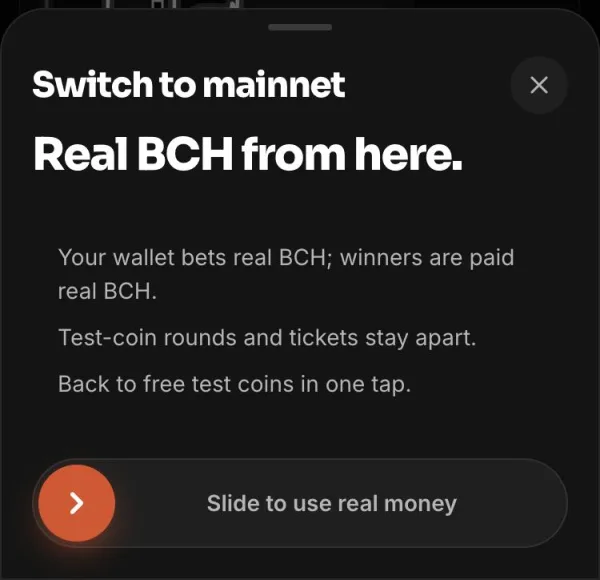 Switch to mainnet
Real BCH from here.
Your wallet bets real BCH; winners are paid
real BCH.
Test-coin rounds and tickets stay apart.
Back to free test coins in one tap.
Slide to use real money